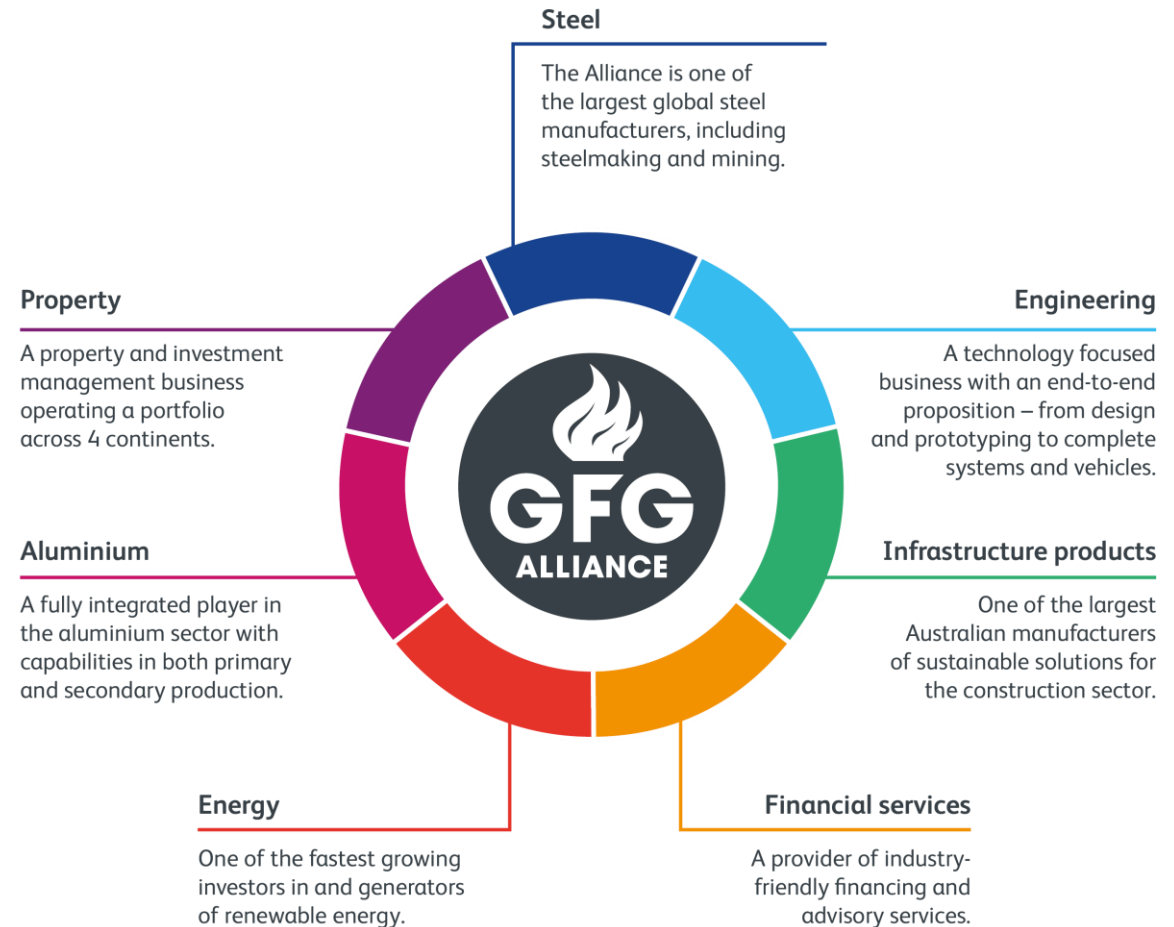 Steel
The Alliance is one of
the largest global steel
manufacturers, including
steelmaking and mining.
Property
A property and investment
management business
operating a portfolio
across 4 continents.
Engineering
A technology focused
business with an end-to-end
proposition – from design
and prototyping to complete
systems and vehicles.
GFG
ALLIANCE
Aluminium
A fully integrated player in
the aluminium sector with
capabilities in both primary
and secondary production.
Infrastructure products
One of the largest
Australian manufacturers
of sustainable solutions for
the construction sector.
Energy
One of the fastest growing
investors in and generators
of renewable energy.
Financial services
A provider of industry-
friendly financing and
advisory services.